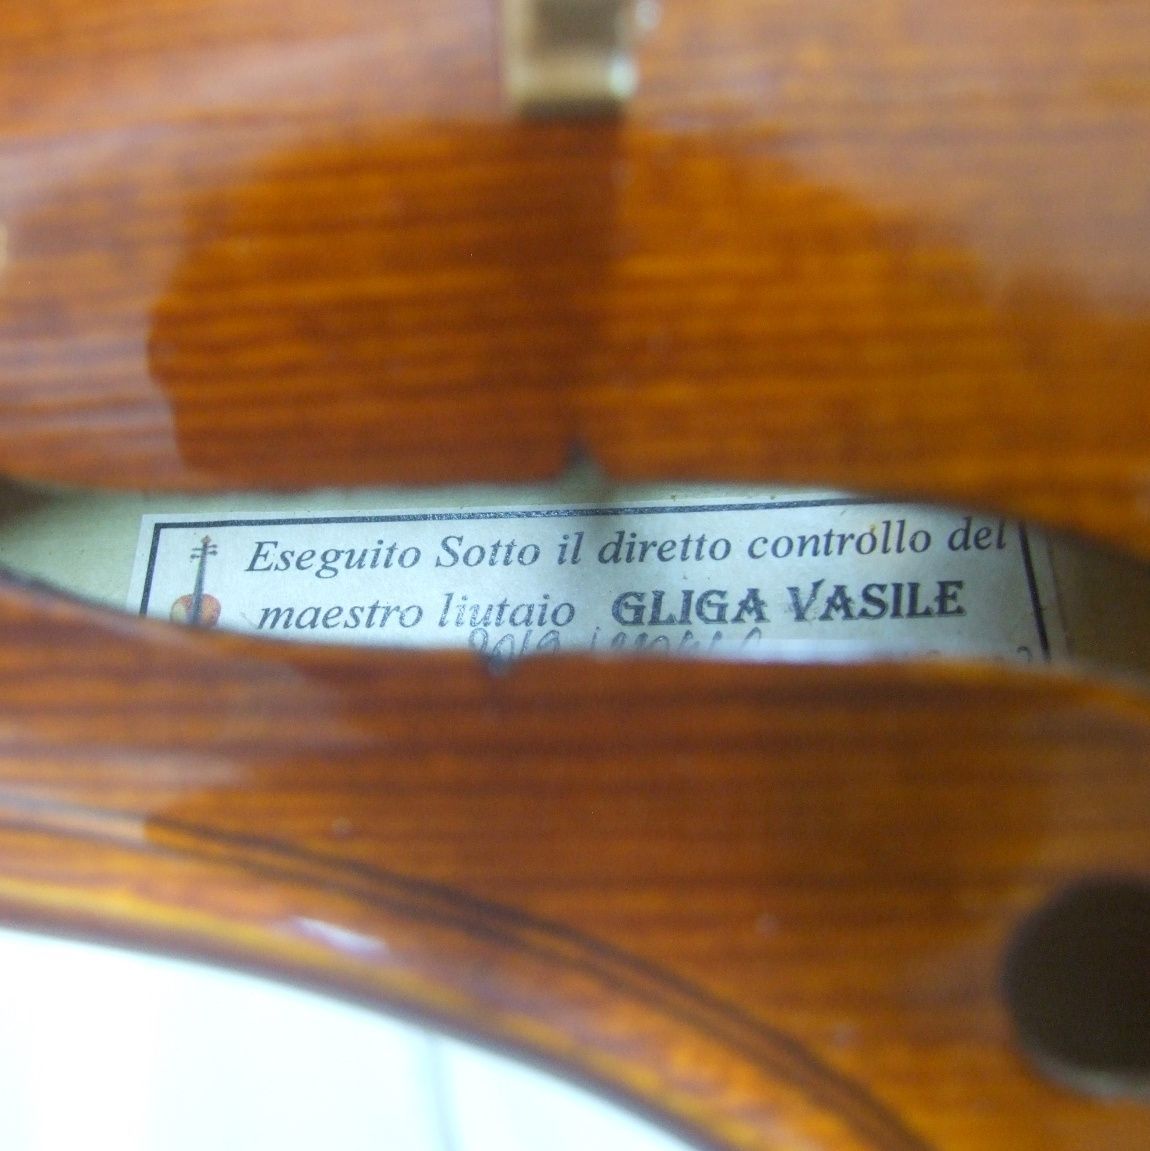 Eseguito Sotto il diretto controllo del
maestro liutaio GLIGA VASILE